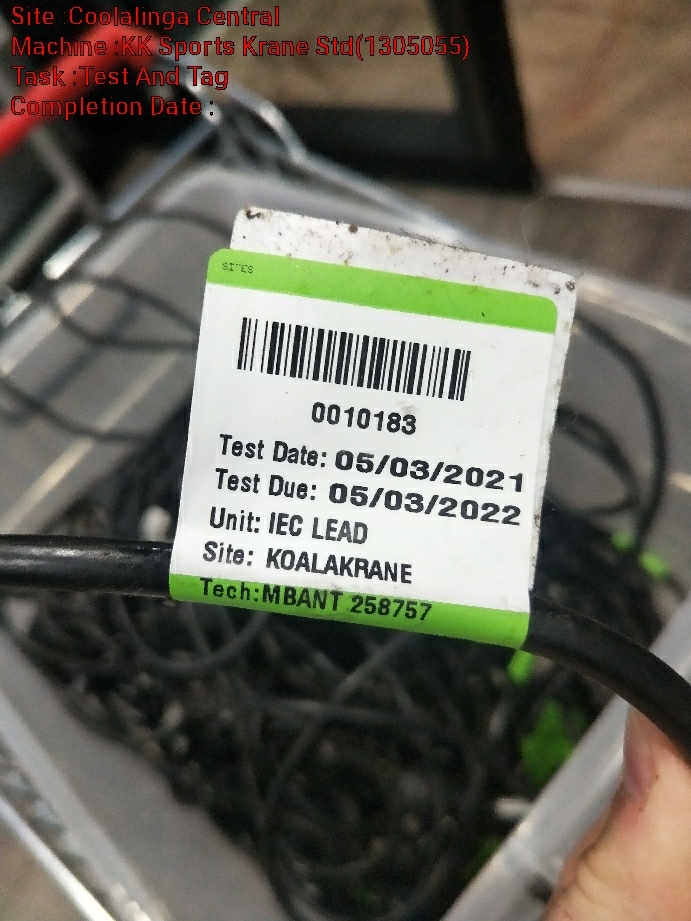 Site :Coolalinga Central
Machine :KK Sports Krane Std(1305055)
Task :Test And Tag
Completion Date :
SITES
0010183
Test Date: 05/03/2021
Test Due: 05/03/2022
Unit: IEC LEAD
Site: KOALAKRANE
Tech:MBANT 258757